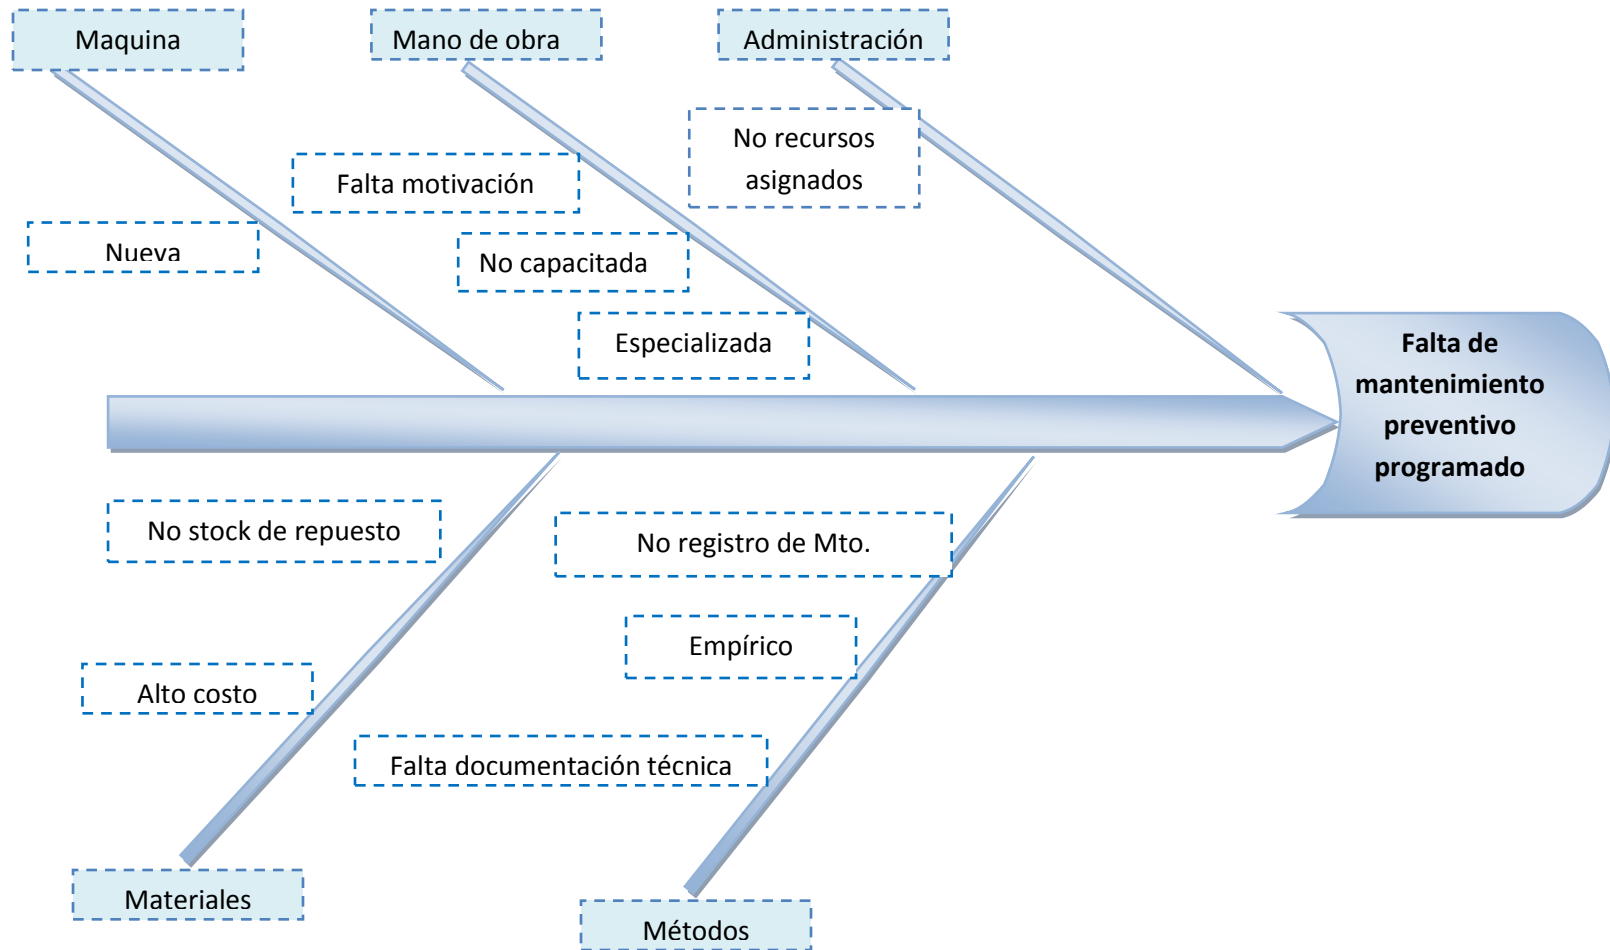 Maquina
Mano de obra
Administración
No recursos
asignados
Falta motivación
Nueva
No capacitada
Especializada
Falta de
mantenimiento
preventivo
programado
No stock de repuesto
No registro de Mto.
Empírico
Alto costo
Falta documentación técnica
Materiales
Métodos